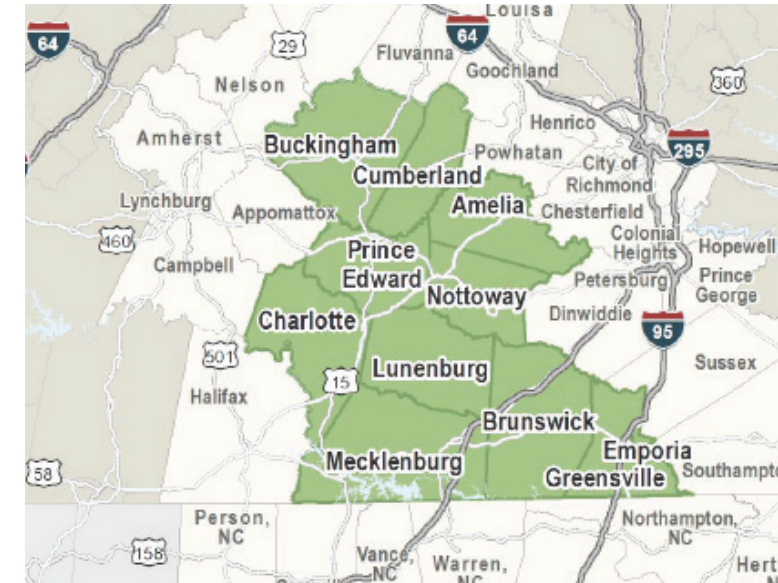 Louisa
64
29
64
Fluvanna
Goochland
360
Nelson
Henrico
Amherst
Buckingham
Powhatan
295
Cumberland
City of
Richmond
Lynchburg
Amelia
Appomattox
Chesterfield
Colonial
Heights
Hopewell
460
Prince
Edward
Campbell
Petersburg
Prince
George
Nottoway
Charlotte
Dinwiddie
95
501
Lunenburg
Sussex
15
Halifax
Brunswick
Mecklenburg
Emporia
Greensville
Southampt
58
Person,
NC
Northampton,
NC
158
Vance,
NC
Warren,
NC
Hert